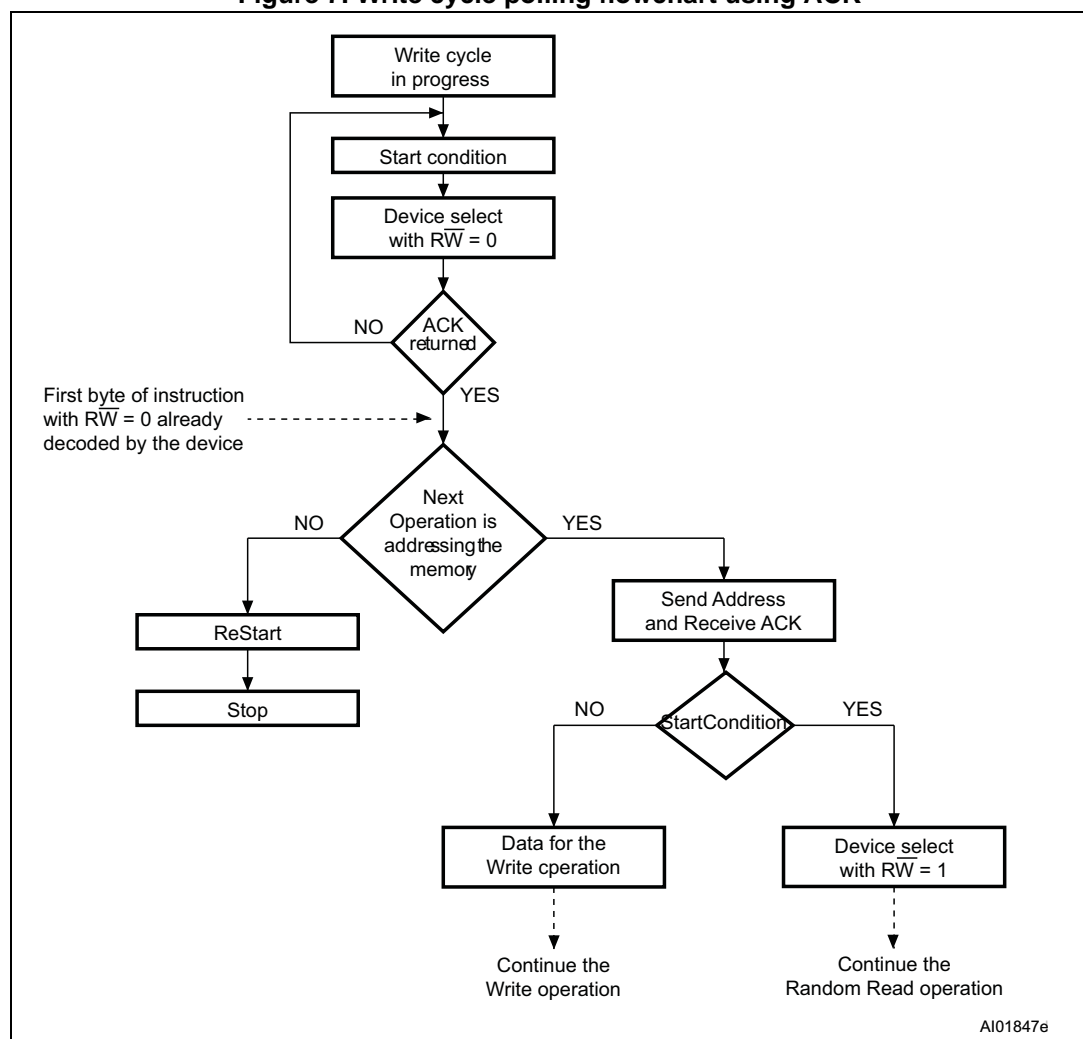 Figure 7. Write cycle polling flowchart using ACK
Write cycle
in progress
Start condition
Device select
with RW̅ = 0
NO
ACK
returned
YES
First byte of instruction
with RW̅ = 0 already
decoded by the device
Next
Operation is
addressing the
memory
NO
YES
ReStart
Stop
Send Address
and Receive ACK
StartCondition
NO
YES
Data for the
Write cperation
Device select
with RW̅ = 1
Continue the
Write operation
Continue the
Random Read operation
AI01847e